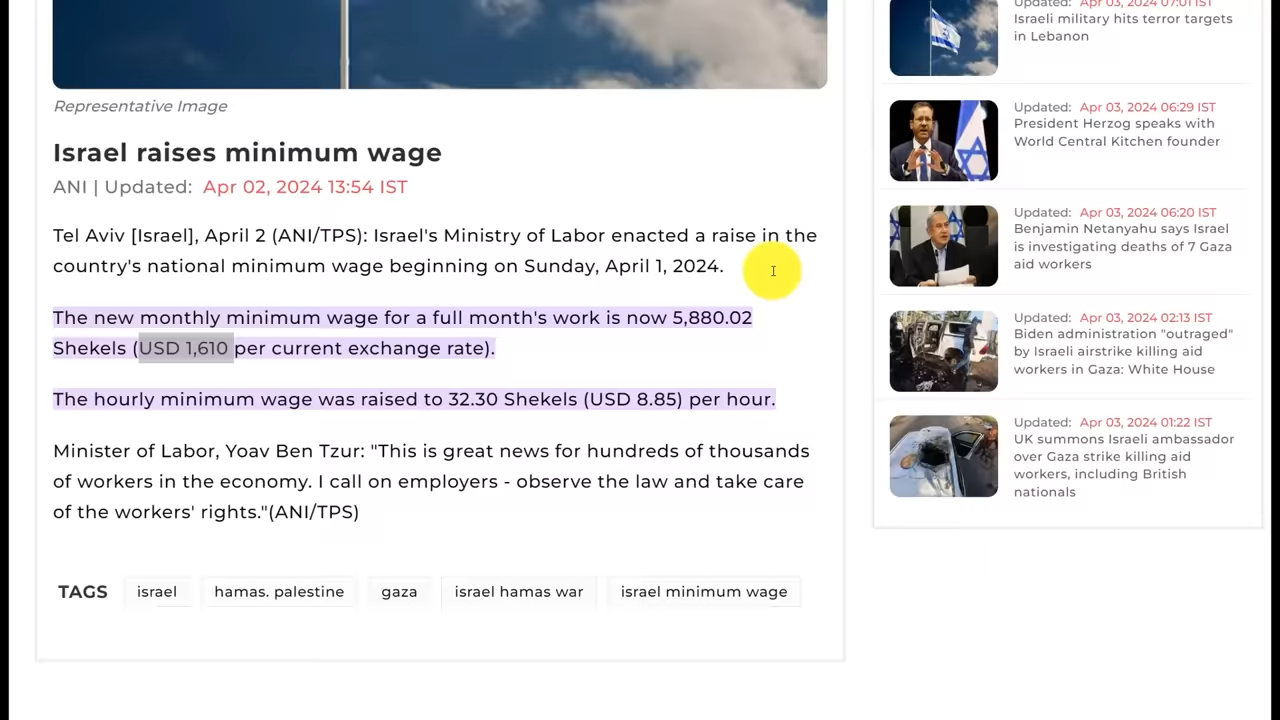 Representative Image
Israel raises minimum wage
ANI | Updated: Apr 02, 2024 13:54 IST
Tel Aviv [Israel], April 2 (ANI/TPS): Israel's Ministry of Labor enacted a raise in the
country's national minimum wage beginning on Sunday, April 1, 2024.
The new monthly minimum wage for a full month's work is now 5,880.02
Shekels (USD 1,610 per current exchange rate).
The hourly minimum wage was raised to 32.30 Shekels (USD 8.85) per hour.
Minister of Labor, Yoav Ben Tzur: "This is great news for hundreds of thousands
of workers in the economy. I call on employers - observe the law and take care
of the workers' rights."(ANI/TPS)
TAGS israel hamas. palestine gaza israel hamas war israel minimum wage
Updated: Apr 03, 2024 07:01 IST
Israeli military hits terror targets
in Lebanon
Updated: Apr 03, 2024 06:29 IST
President Herzog speaks with
World Central Kitchen founder
Updated: Apr 03, 2024 06:20 IST
Benjamin Netanyahu says Israel
is investigating deaths of 7 Gaza
aid workers
Updated: Apr 03, 2024 02:13 IST
Biden administration "outraged"
by Israeli airstrike killing aid
workers in Gaza: White House
Updated: Apr 03, 2024 01:22 IST
UK summons Israeli ambassador
over Gaza strike killing aid
workers, including British
nationals